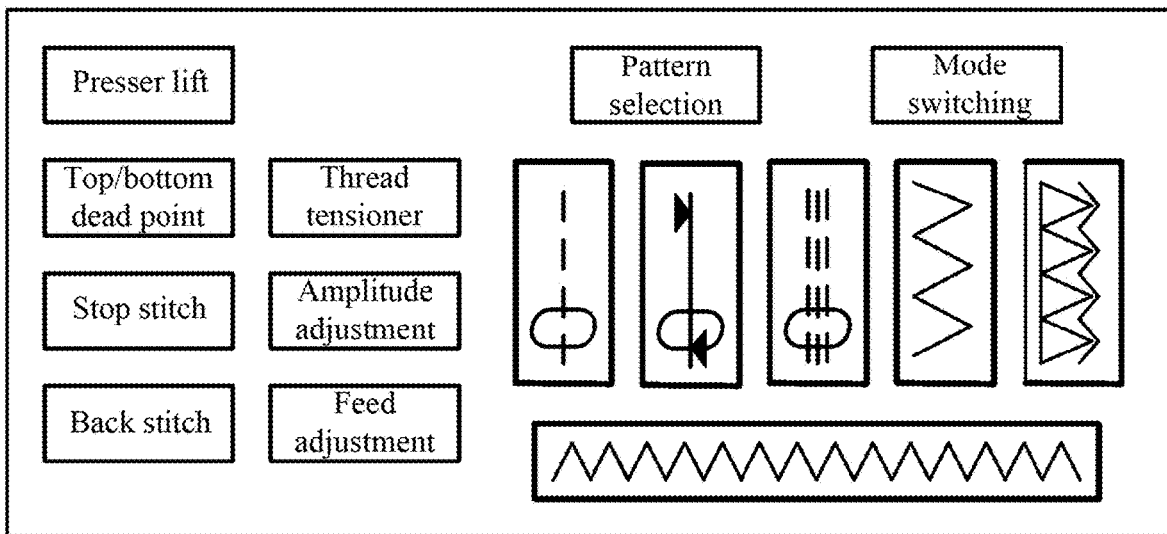 Presser lift
Pattern
selection
Mode
switching
Top/bottom
dead point
Thread
tensioner
Stop stitch
Amplitude
adjustment
Back stitch
Feed
adjustment